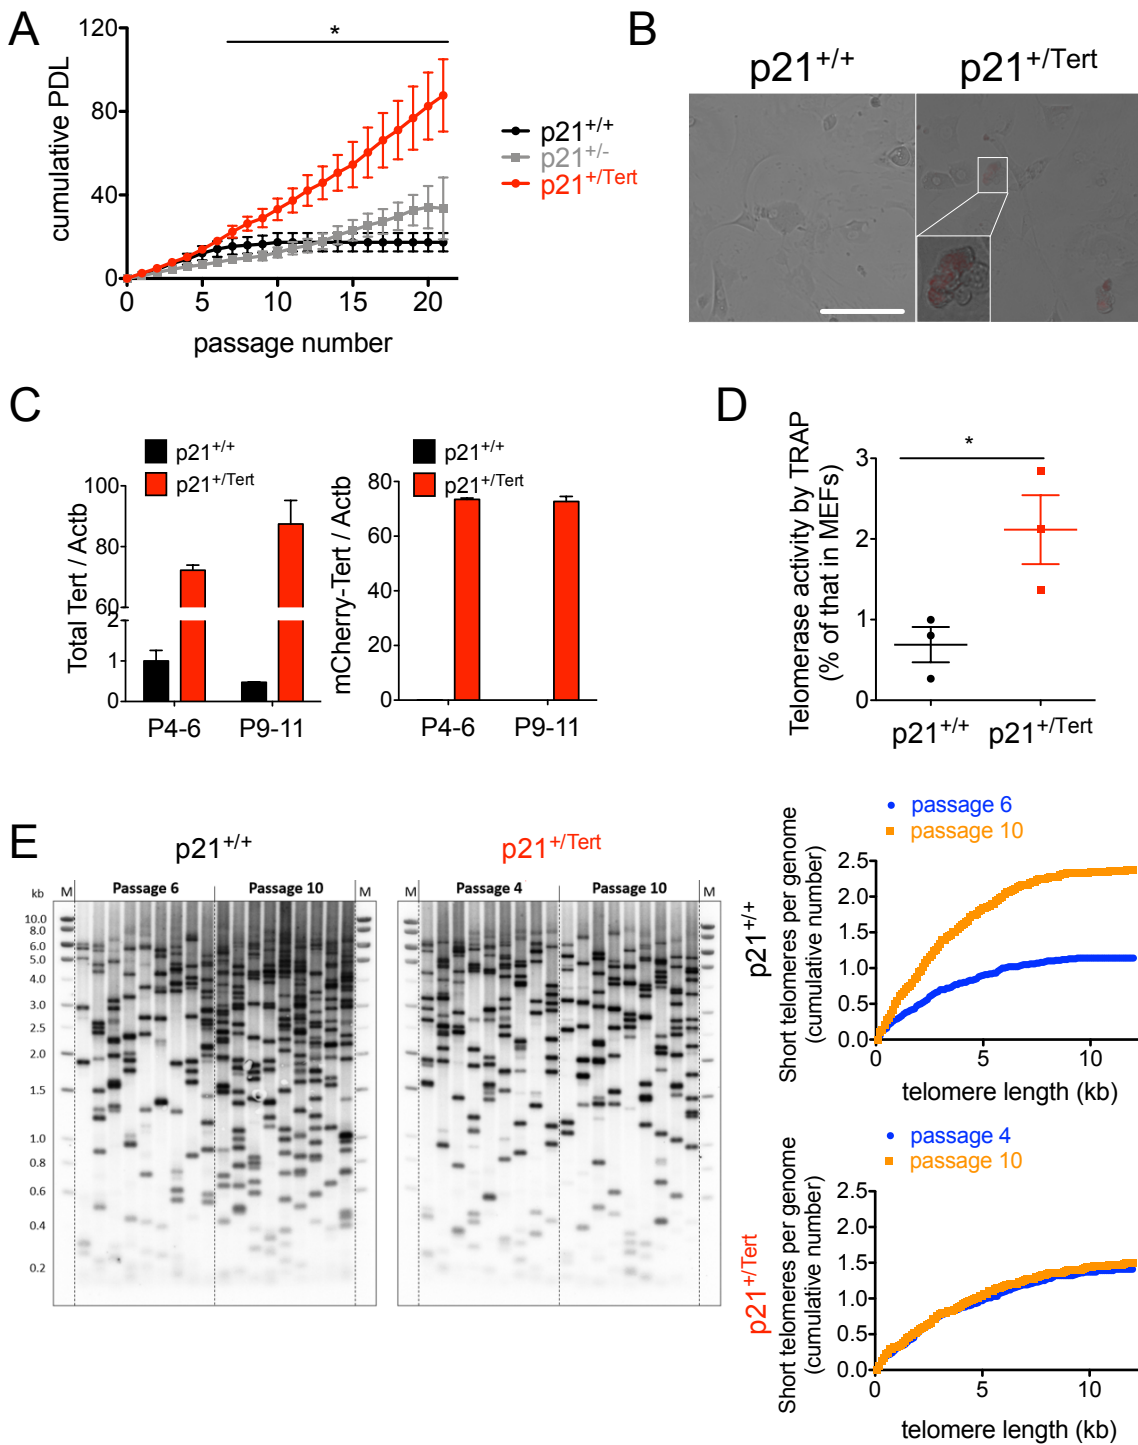 A
120
80
40
0
cumulative PDL
*
0 5 10 15 20
passage number
p21+/+
p21+/-
p21+/Tert
B
p21+/+
p21+/Tert
C
p21+/+
p21+/Tert
Total Tert / Actb
100
80
60
2
1
0
P4-6 P9-11
p21+/+
p21+/Tert
mCherry-Tert / Actb
80
60
40
20
0
P4-6 P9-11
D
Telomerase activity by TRAP
(% of that in MEFs)
*
3
2
1
0
p21+/+ p21+/Tert
E
p21+/+
p21+/Tert
kb M Passage 6 Passage 10 M
M Passage 4 Passage 10 M
10.0
8.0
6.0
5.0
4.0
3.0
2.5
2.0
1.5
1.0
0.8
0.6
0.4
0.2
passage 6
passage 10
p21+/+
Short telomeres per genome
(cumulative number)
2.5
2.0
1.5
1.0
0.5
0.0
0 5 10
telomere length (kb)
passage 4
passage 10
p21+/Tert
Short telomeres per genome
(cumulative number)
2.5
2.0
1.5
1.0
0.5
0.0
0 5 10
telomere length (kb)